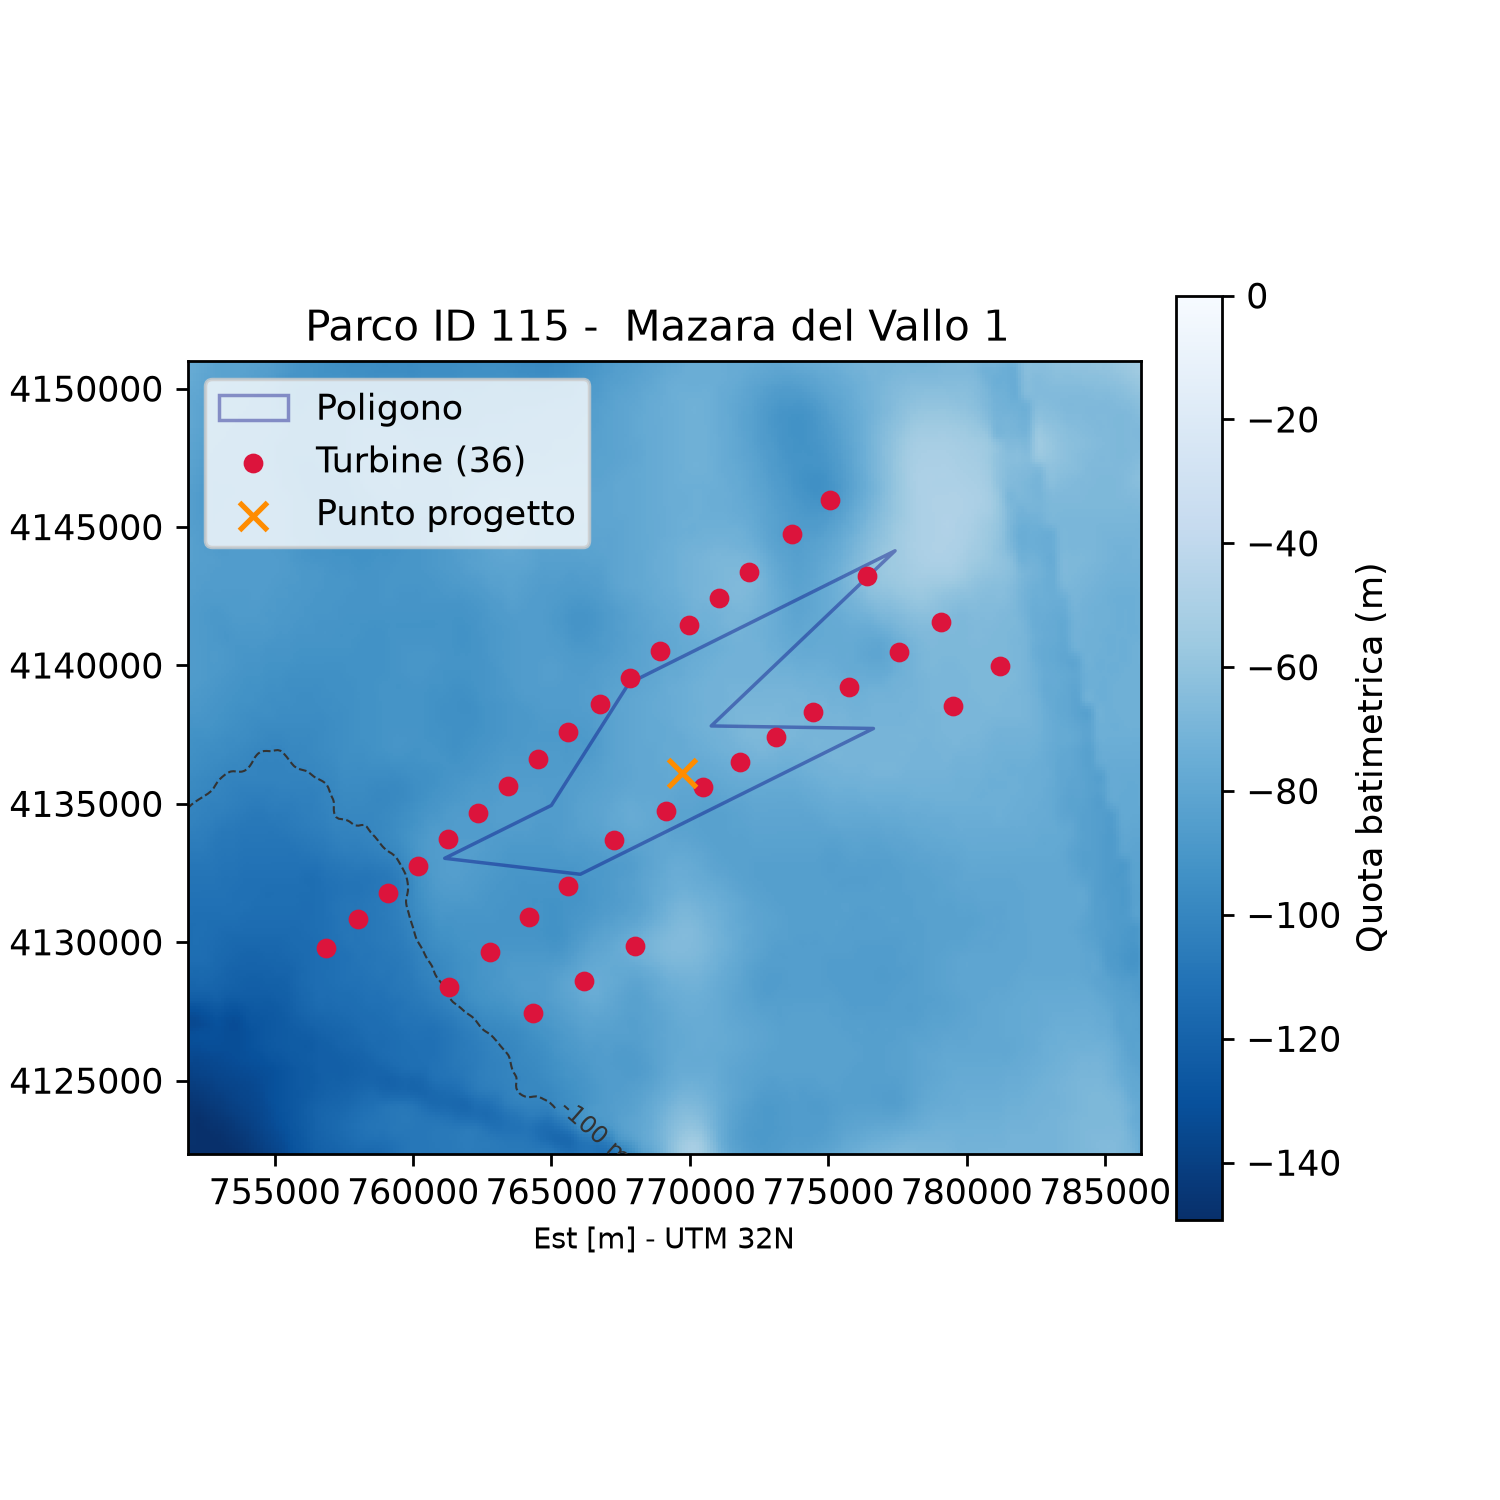 Parco ID 115 -  Mazara del Vallo 1
Poligono
Turbine (36)
Punto progetto
4150000
4145000
4140000
4135000
4130000
4125000
-100 m
755000 760000 765000 770000 775000 780000 785000
Est [m] - UTM 32N
0
−20
−40
−60
−80
−100
−120
−140
Quota batimetrica (m)